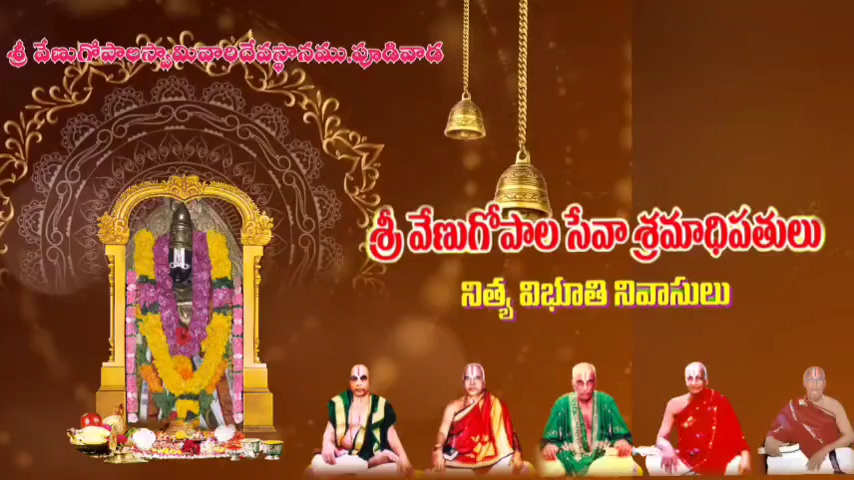 శ్రీ వేణుగోపాలస్వామివారిదేవస్థానము.పూడివాడ
శ్రీ వేణుగోపాల సేవా శ్రమాధిపతులు
నిత్య విభూతి నివాసులు